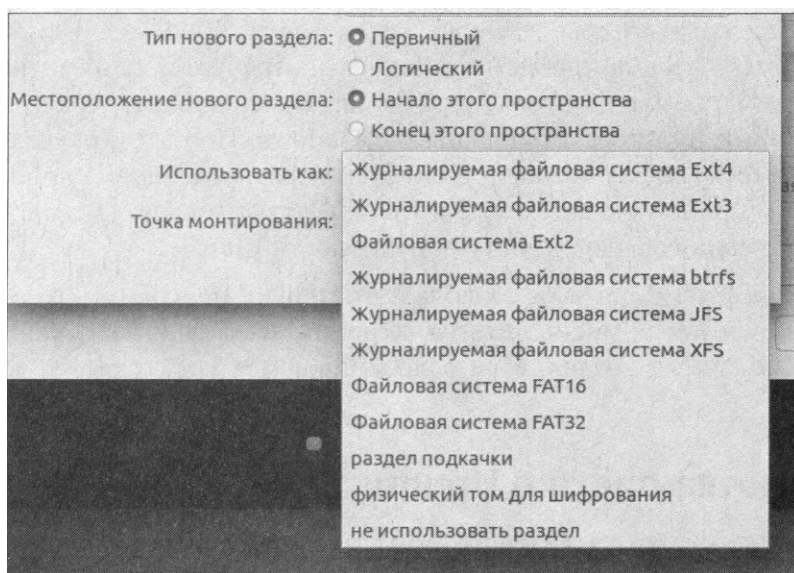 Тип нового раздела: Первичный
Логический
Местоположение нового раздела: Начало этого пространства
Конец этого пространства
Использовать как:
Точка монтирования:
Журналируемая файловая система Ext4
Журналируемая файловая система Ext3
Файловая система Ext2
Журналируемая файловая система btrfs
Журналируемая файловая система JFS
Журналируемая файловая система XFS
Файловая система FAT16
Файловая система FAT32
раздел подкачки
физический том для шифрования
не использовать раздел